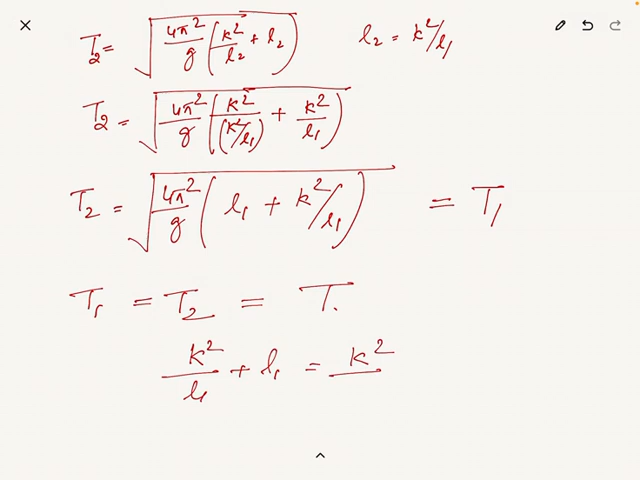 T₂ = √(4π²/g (k²/l₂ + l₂)) l₂ = k²/l₁
T₂ = √(4π²/g (k²/(k²/l₁) + k²/l₁))
T₂ = √(4π²/g (l₁ + k²/l₁)) = T₁
T₁ = T₂ = T.
k²/l₁ + l₁ = k²/